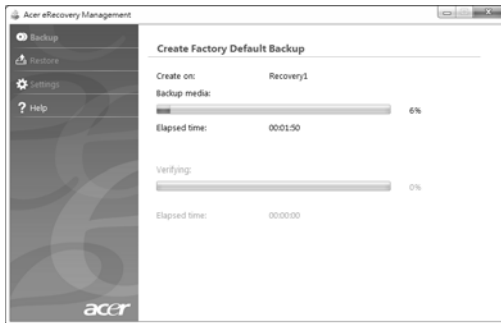 Acer eRecovery Management
Backup
Restore
Settings
? Help
acer
Create Factory Default Backup
Create on: Recovery1
Backup media:
6%
Elapsed time: 00:01:50
Verifying:
0%
Elapsed time: 00:00:00